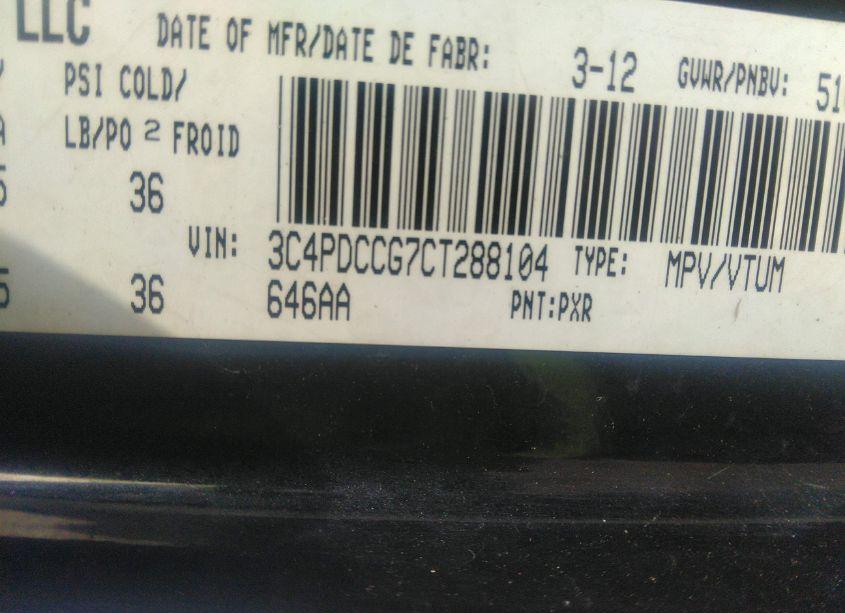 LLC DATE OF MFR/DATE DE FABR: 3-12 GVWR/PNBV:
PSI COLD/
LB/PO 2 FROID
36
VIN: 3C4PDCCG7CT288104 TYPE: MPV/VTUM
36 646AA PNT:PXR